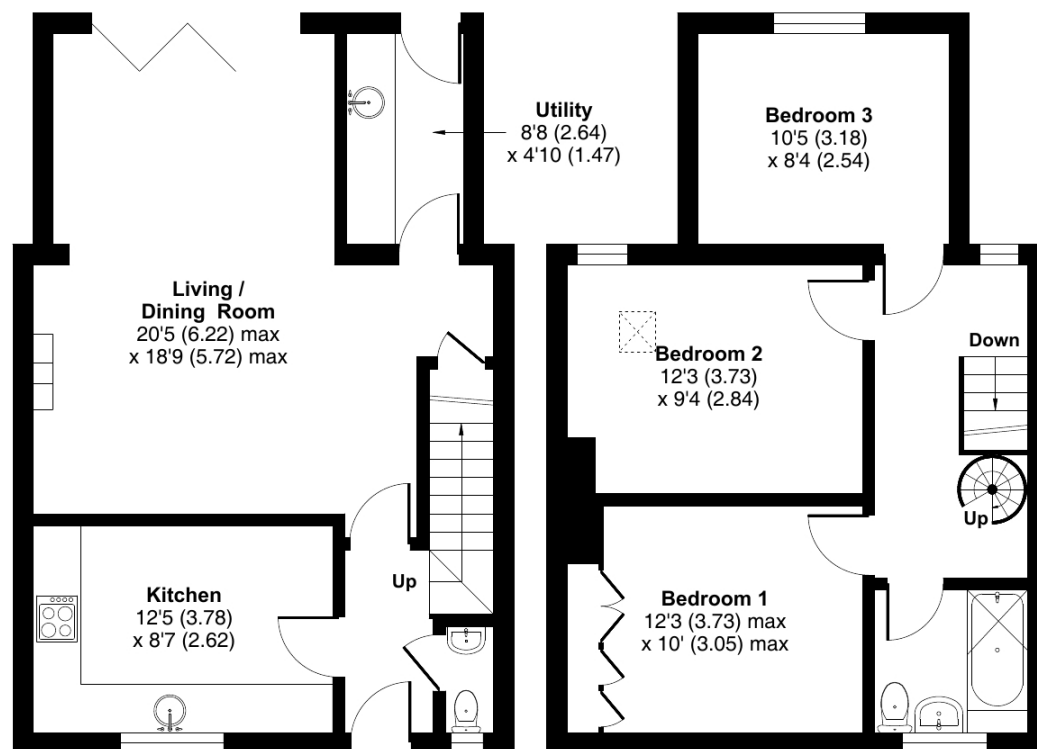 Utility
8'8 (2.64)
x 4'10 (1.47)
Bedroom 3
10'5 (3.18)
x 8'4 (2.54)
Living /
Dining Room
20'5 (6.22) max
x 18'9 (5.72) max
Bedroom 2
12'3 (3.73)
x 9'4 (2.84)
Down
Up
Kitchen
12'5 (3.78)
x 8'7 (2.62)
Up
Bedroom 1
12'3 (3.73) max
x 10' (3.05) max